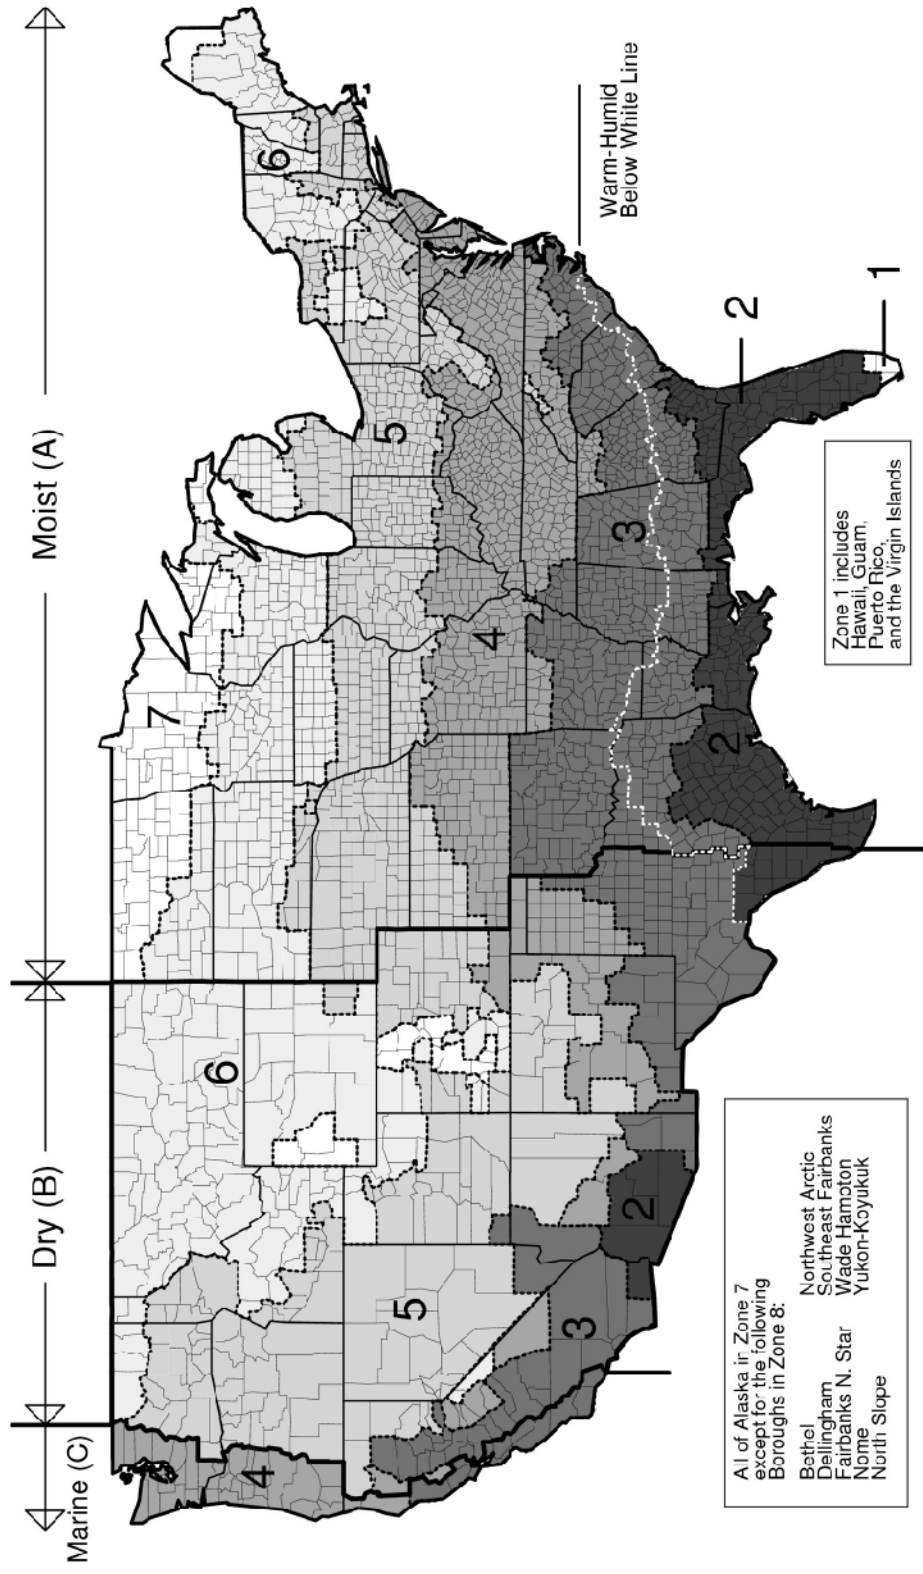 Marine (C)
Dry (B)
Moist (A)
4
5
6
7
6
5
4
3
3
2
2
2
1
Warm-Humid
Below White Line
All of Alaska in Zone 7
except for the following
Boroughs in Zone 8:
Bethel
Dellingham
Fairbanks N. Star
Nome
North Slope
Northwest Arctic
Southeast Fairbanks
Wade Hampton
Yukon-Koyukuk
Zone 1 includes
Hawaii, Guam,
Puerto Rico,
and the Virgin Islands